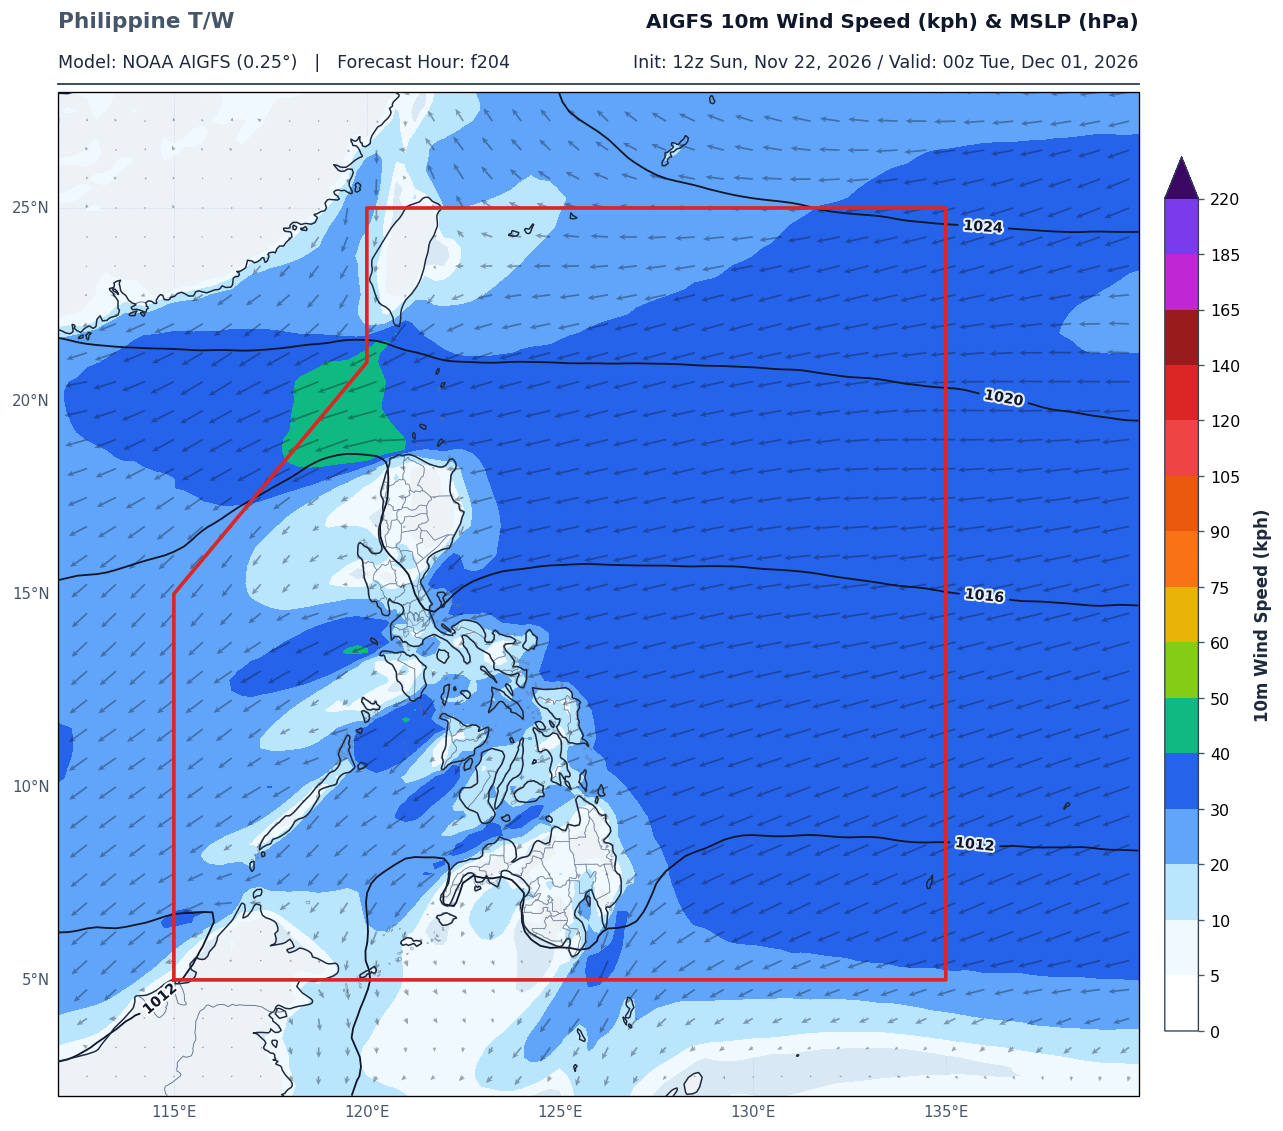 Philippine T/W
AIGFS 10m Wind Speed (kph) & MSLP (hPa)
Model: NOAA AIGFS (0.25°)   |   Forecast Hour: f204
Init: 12z Sun, Nov 22, 2026 / Valid: 00z Tue, Dec 01, 2026
25°N
20°N
15°N
10°N
5°N
115°E
120°E
125°E
130°E
135°E
1024
1020
1016
1012
1012
220
185
165
140
120
105
90
75
60
50
40
30
20
10
5
0
10m Wind Speed (kph)